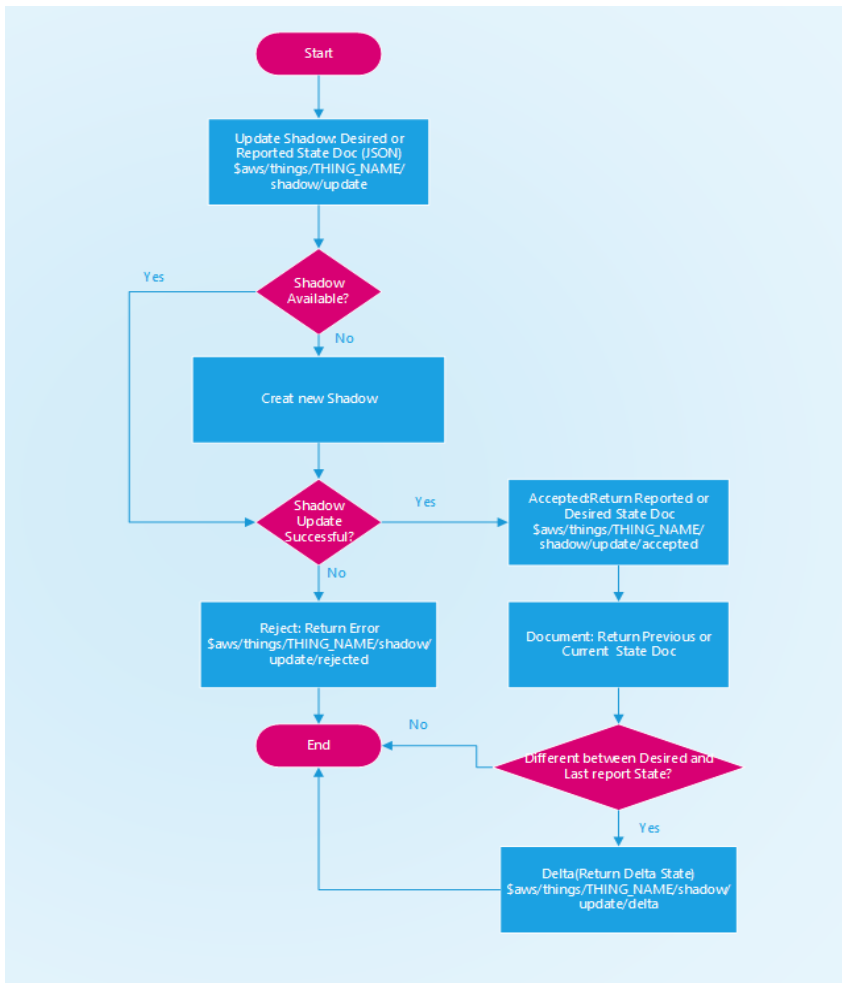 Start
Update Shadow: Desired or
Reported State Doc (JSON)
$aws/things/THING_NAME/
shadow/update
Yes
Shadow
Available?
No
Creat new Shadow
Shadow
Update
Successful?
Yes
Accepted:Return Reported or
Desired State Doc
$aws/things/THING_NAME/
shadow/update/accepted
No
Reject: Return Error
$aws/things/THING_NAME/shadow/
update/rejected
Document: Return Previous or
Current State Doc
End
No
Different between Desired and
Last report State?
Yes
Delta(Return Delta State)
$aws/things/THING_NAME/shadow/
update/delta